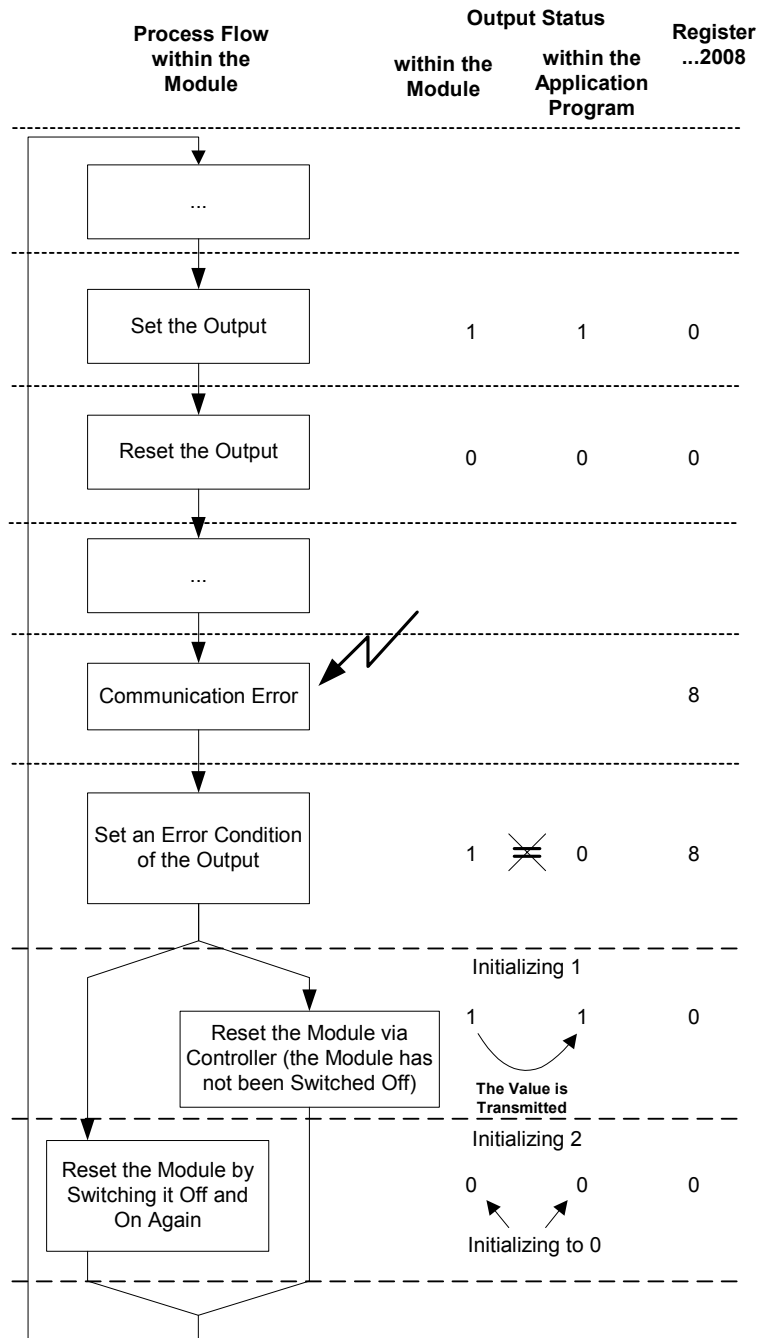 Process Flow
within the
Module
Output Status
within the
Module
within the
Application
Program
Register
...2008
...
Set the Output
1 1 0
Reset the Output
0 0 0
...
Communication Error
8
Set an Error Condition
of the Output
1 = 0 8
Initializing 1
Reset the Module via
Controller (the Module has
not been Switched Off)
1 1 0
The Value is
Transmitted
Initializing 2
Reset the Module by
Switching it Off and
On Again
0 0 0
Initializing to 0